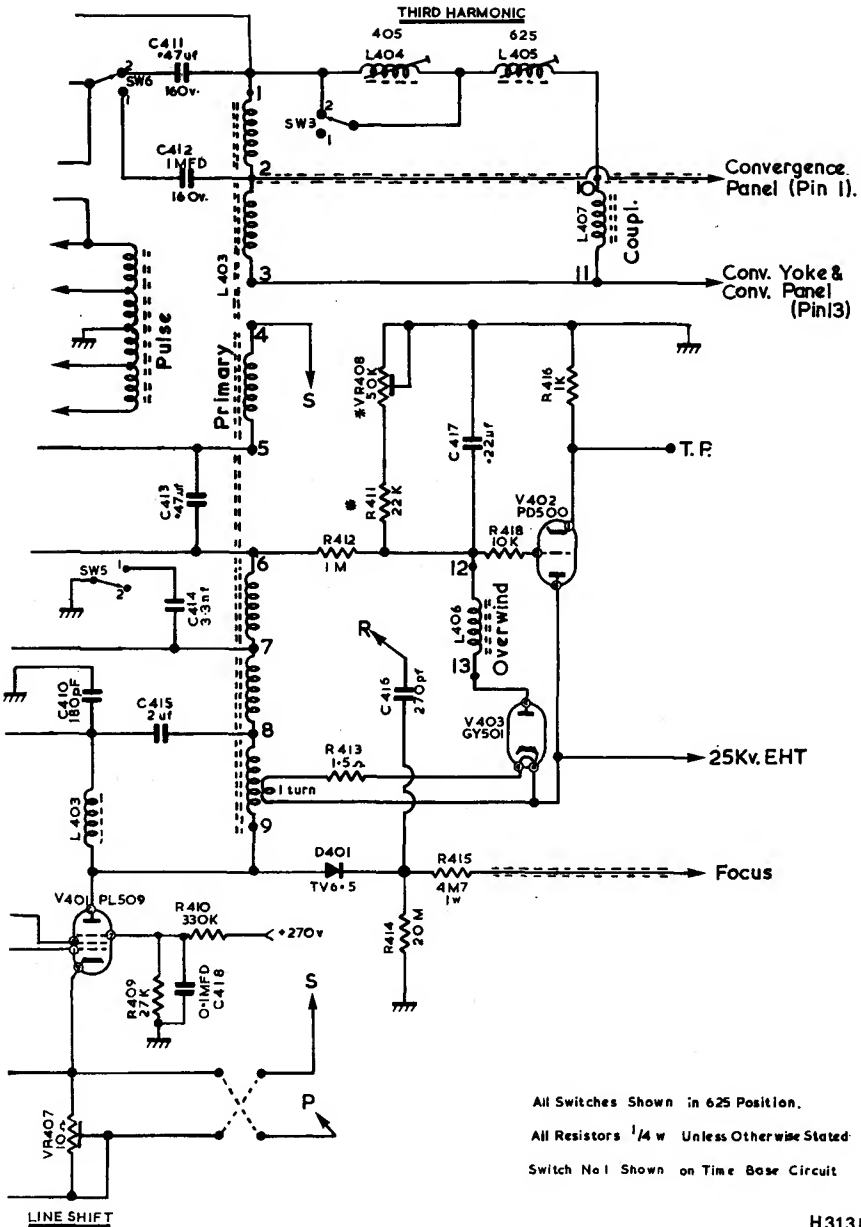 THIRD HARMONIC
405
L404
625
L405
C411
·47uf
160v.
2
SW6
1
C412
1MFD
160v.
1
2
SW3
1
2
3
L403
10
L407
Coupl.
11
Convergence
Panel (Pin 1).
Conv. Yoke &
Conv. Panel
(Pin13)
Pulse
Primary
4
S
5
*VR408
50K
C417
·22uf
R416
1K
T.P.
C413
·47uf
*
R411
22K
V402
PD500
R418
10K
6
R412
1M
12
SW5
1
2
C414
3·3nf
7
L406
Overwind
13
R
C416
270pf
C410
180pF
C415
2uf
8
V403
GY501
R413
1·5Ω
1 turn
25Kv. EHT
L403
9
D401
TV6·5
R415
4M7
1w
Focus
V401 PL509
R410
330K
+270v
R414
20M
R409
27K
0·1MFD
C418
S
P
VR407
10Ω
LINE SHIFT
All Switches Shown in 625 Position.
All Resistors 1/4 w Unless Otherwise Stated
Switch No 1 Shown on Time Base Circuit
H3131